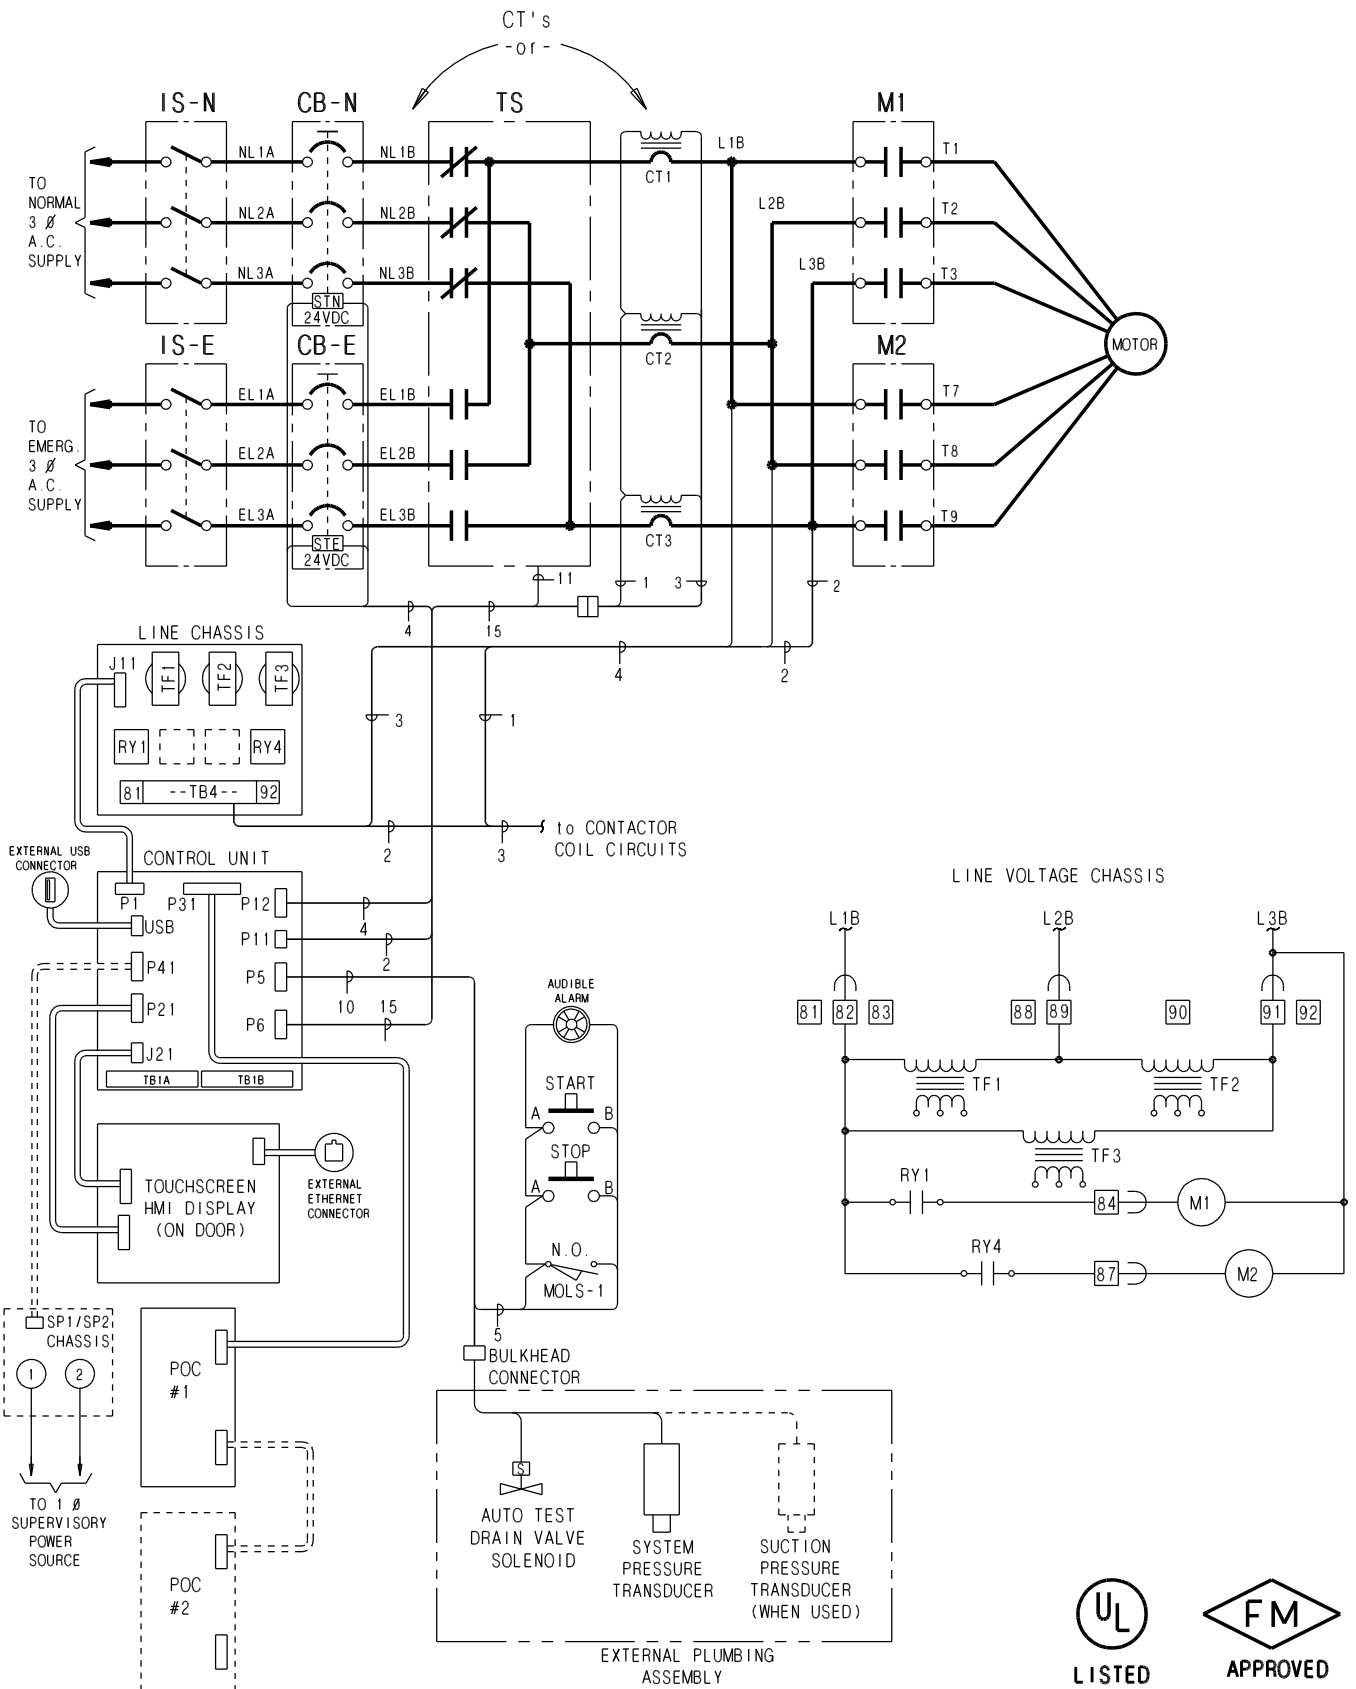 CT's
-or-
IS-N
CB-N
TS
M1
NL1A
NL1B
L1B
T1
CT1
TO
NORMAL
3 Ø
A.C.
SUPPLY
NL2A
NL2B
L2B
T2
NL3A
NL3B
L3B
T3
STN
24VDC
IS-E
CB-E
CT2
M2
MOTOR
EL1A
EL1B
T7
TO
EMERG.
3 Ø
A.C.
SUPPLY
EL2A
EL2B
T8
EL3A
EL3B
T9
CT3
STE
24VDC
11
1
3
2
4
15
4
2
LINE CHASSIS
J11
TF1
TF2
TF3
3
1
RY1
RY4
81
--TB4--
92
2
3
to CONTACTOR
COIL CIRCUITS
EXTERNAL USB
CONNECTOR
CONTROL UNIT
P1
P31
P12
4
USB
P11
2
P41
P5
10
15
P21
P6
J21
TB1A
TB1B
AUDIBLE
ALARM
START
A
B
STOP
A
B
N.O.
MOLS-1
5
TOUCHSCREEN
HMI DISPLAY
(ON DOOR)
EXTERNAL
ETHERNET
CONNECTOR
SP1/SP2
CHASSIS
1
2
TO 1 Ø
SUPERVISORY
POWER
SOURCE
POC
#1
POC
#2
BULKHEAD
CONNECTOR
S
AUTO TEST
DRAIN VALVE
SOLENOID
SYSTEM
PRESSURE
TRANSDUCER
SUCTION
PRESSURE
TRANSDUCER
(WHEN USED)
EXTERNAL PLUMBING
ASSEMBLY
LINE VOLTAGE CHASSIS
L1B
L2B
L3B
81
82
83
88
89
90
91
92
TF1
TF2
TF3
RY1
84
M1
RY4
87
M2
UL
LISTED
FM
APPROVED